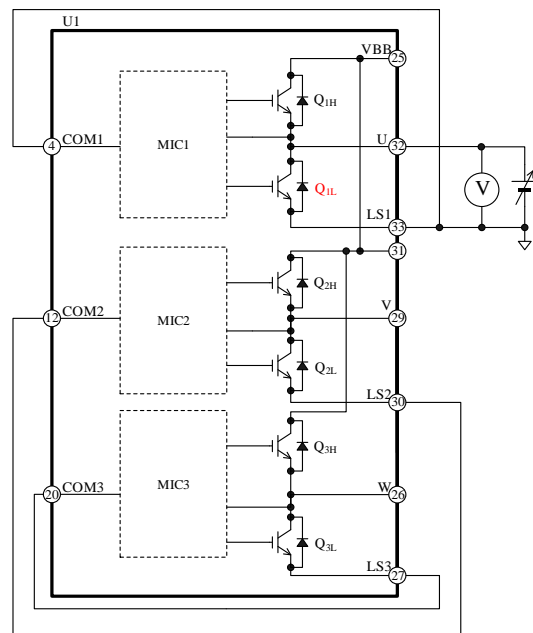 U1
VBB
25
Q1H
4
COM1
MIC1
U
32
V
Q1L
LS1
33
31
Q2H
12
COM2
MIC2
V
29
Q2L
LS2
30
Q3H
20
COM3
MIC3
W
26
Q3L
LS3
27